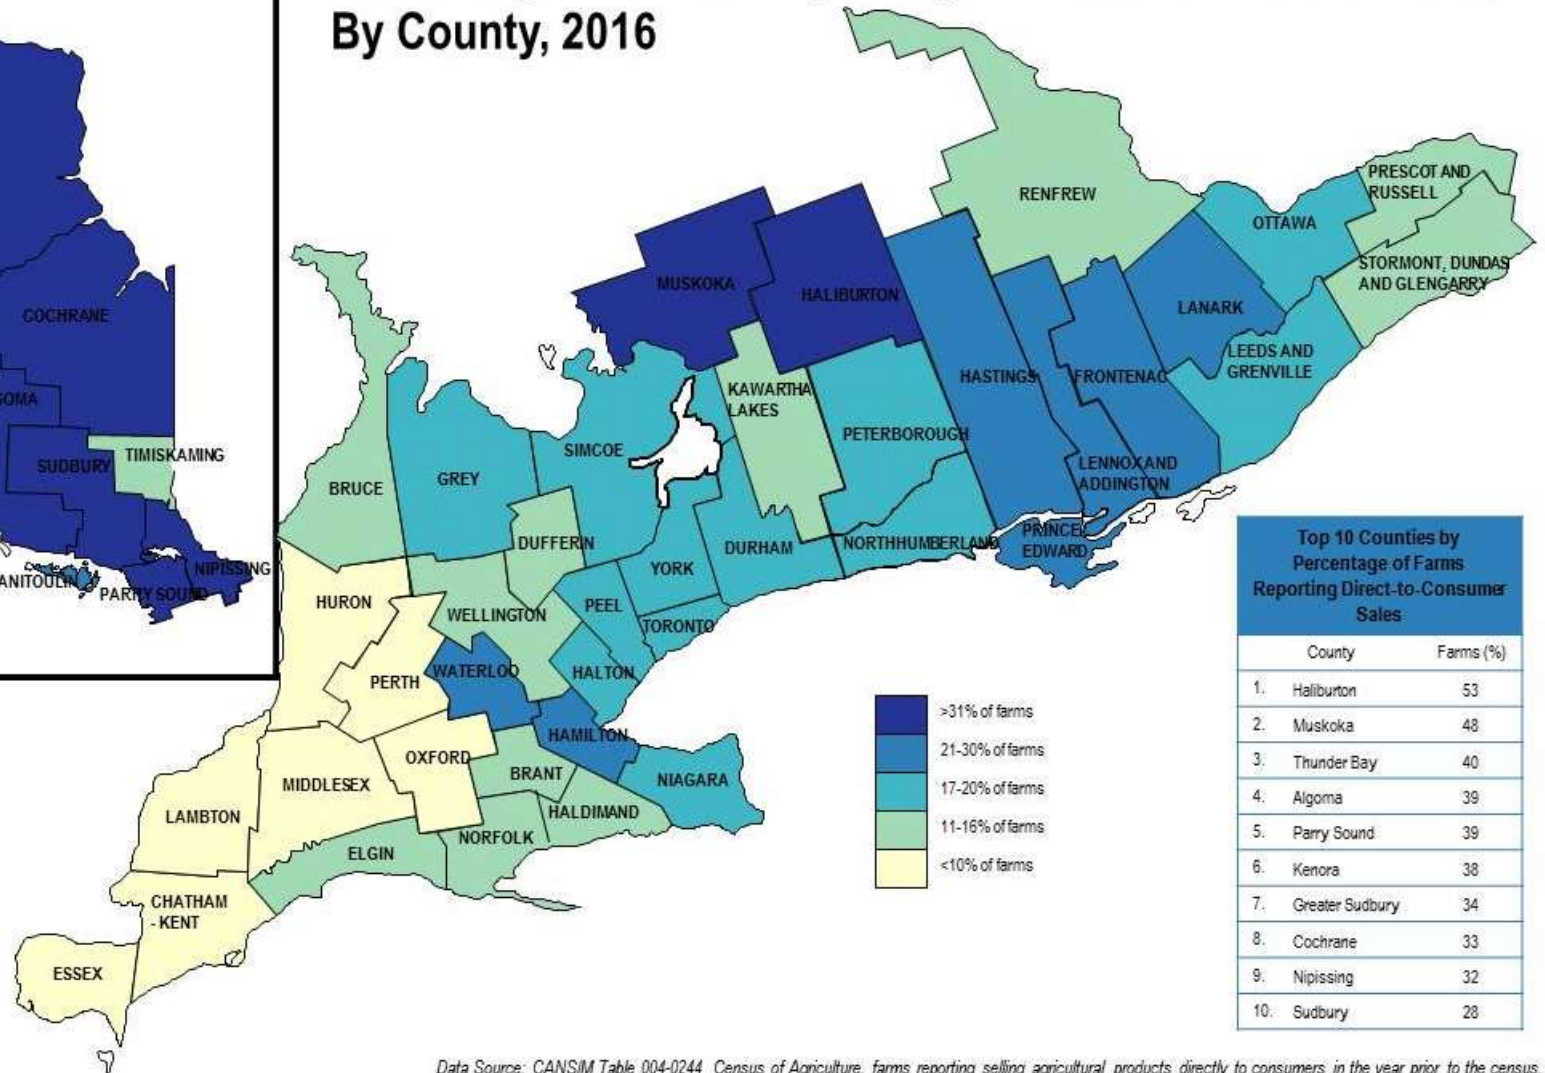 By County, 2016
COCHRANE
SUDBURY
TIMISKAMING
NIPISSING
PARRY SOUND
RENFREW
PRESCOT AND
RUSSELL
OTTAWA
STORMONT, DUNDAS
AND GLENGARRY
MUSKOKA
HALIBURTON
LANARK
LEEDS AND
GRENVILLE
HASTINGS
FRONTENAC
KAWARTHA
LAKES
PETERBOROUGH
LENNOX AND
ADDINGTON
SIMCOE
GREY
BRUCE
DUFFERIN
DURHAM
NORTHHUMBERLAND
PRINCE
EDWARD
YORK
HURON
WELLINGTON
PEEL
TORONTO
PERTH
WATERLOO
HALTON
HAMILTON
OXFORD
BRANT
NIAGARA
MIDDLESEX
HALDIMAND
LAMBTON
NORFOLK
ELGIN
CHATHAM
- KENT
ESSEX
>31% of farms
21-30% of farms
17-20% of farms
11-16% of farms
<10% of farms
Top 10 Counties by
Percentage of Farms
Reporting Direct-to-Consumer
Sales
County Farms (%)
1. Haliburton 53
2. Muskoka 48
3. Thunder Bay 40
4. Algoma 39
5. Parry Sound 39
6. Kenora 38
7. Greater Sudbury 34
8. Cochrane 33
9. Nipissing 32
10. Sudbury 28
Data Source: CANSIM Table 004-0244, Census of Agriculture, farms reporting selling agricultural products directly to consumers in the year prior to the census.